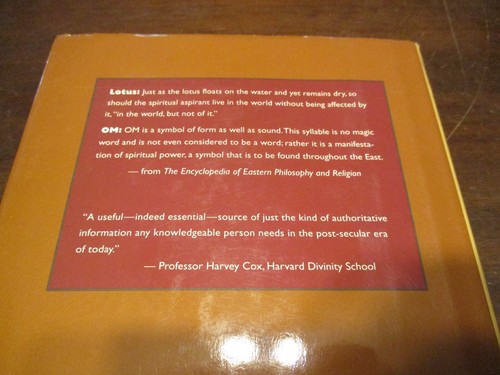 Lotus: Just as the lotus floats on the water and yet remains dry, so
should the spiritual aspirant live in the world without being affected by
it, "in the world, but not of it."
OM: OM is a symbol of form as well as sound. This syllable is no magic
word and is not even considered to be a word; rather it is a manifesta-
tion of spiritual power, a symbol that is to be found throughout the East.
— from The Encyclopedia of Eastern Philosophy and Religion
"A useful—indeed essential—source of just the kind of authoritative
information any knowledgeable person needs in the post-secular era
of today."
— Professor Harvey Cox, Harvard Divinity School